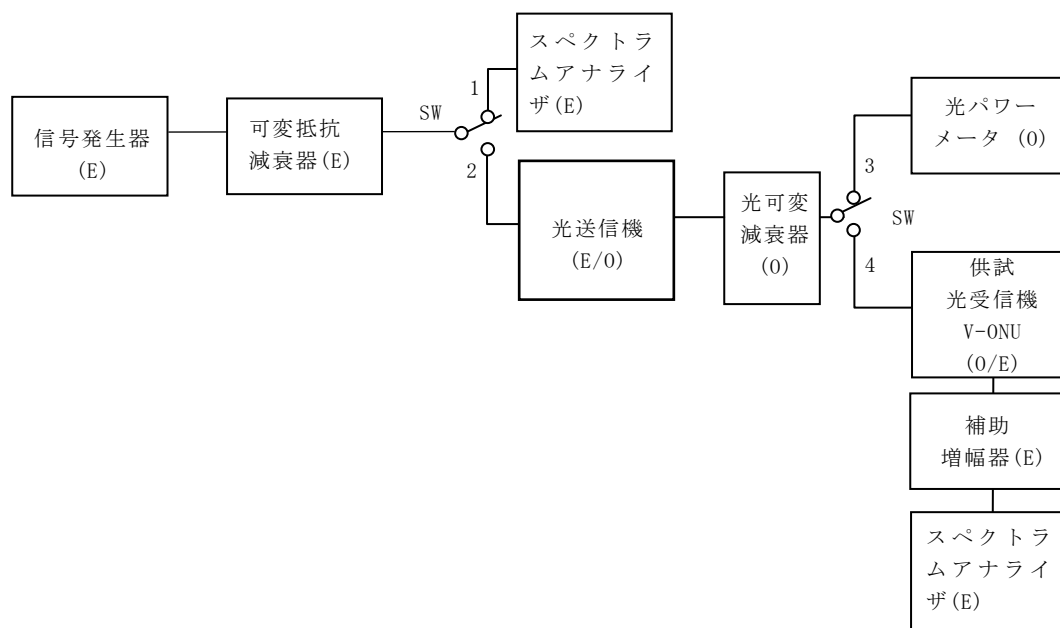 信号発生器
(E)
可変抵抗
減衰器(E)
SW
1
2
スペクトラ
ムアナライ
ザ(E)
光送信機
(E/O)
光可変
減衰器
(O)
3
4
SW
光パワー
メータ (O)
供試
光受信機
V-ONU
(O/E)
補助
増幅器(E)
スペクトラ
ムアナライ
ザ(E)